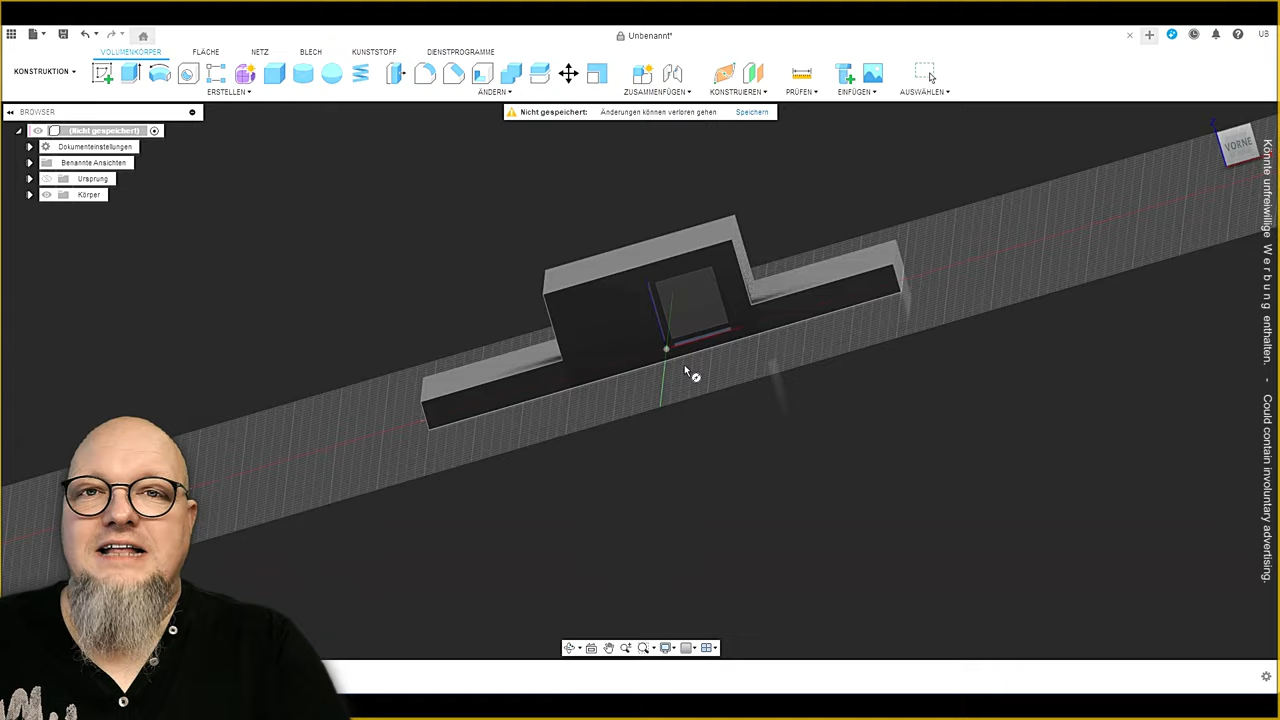 Unbenannt*
UB
VOLUMENKÖRPER FLÄCHE NETZ BLECH KUNSTSTOFF DIENSTPROGRAMME
KONSTRUKTION
ERSTELLEN ÄNDERN ZUSAMMENFÜGEN KONSTRUIEREN PRÜFEN EINFÜGEN AUSWÄHLEN
BROWSER
Nicht gespeichert: Änderungen können verloren gehen Speichern
(Nicht gespeichert)
Dokumenteinstellungen
Benannte Ansichten
Ursprung
Körper
Z
VORNE
Könnte unfreiwillige Werbung enthalten. - Could contain involuntary advertising.